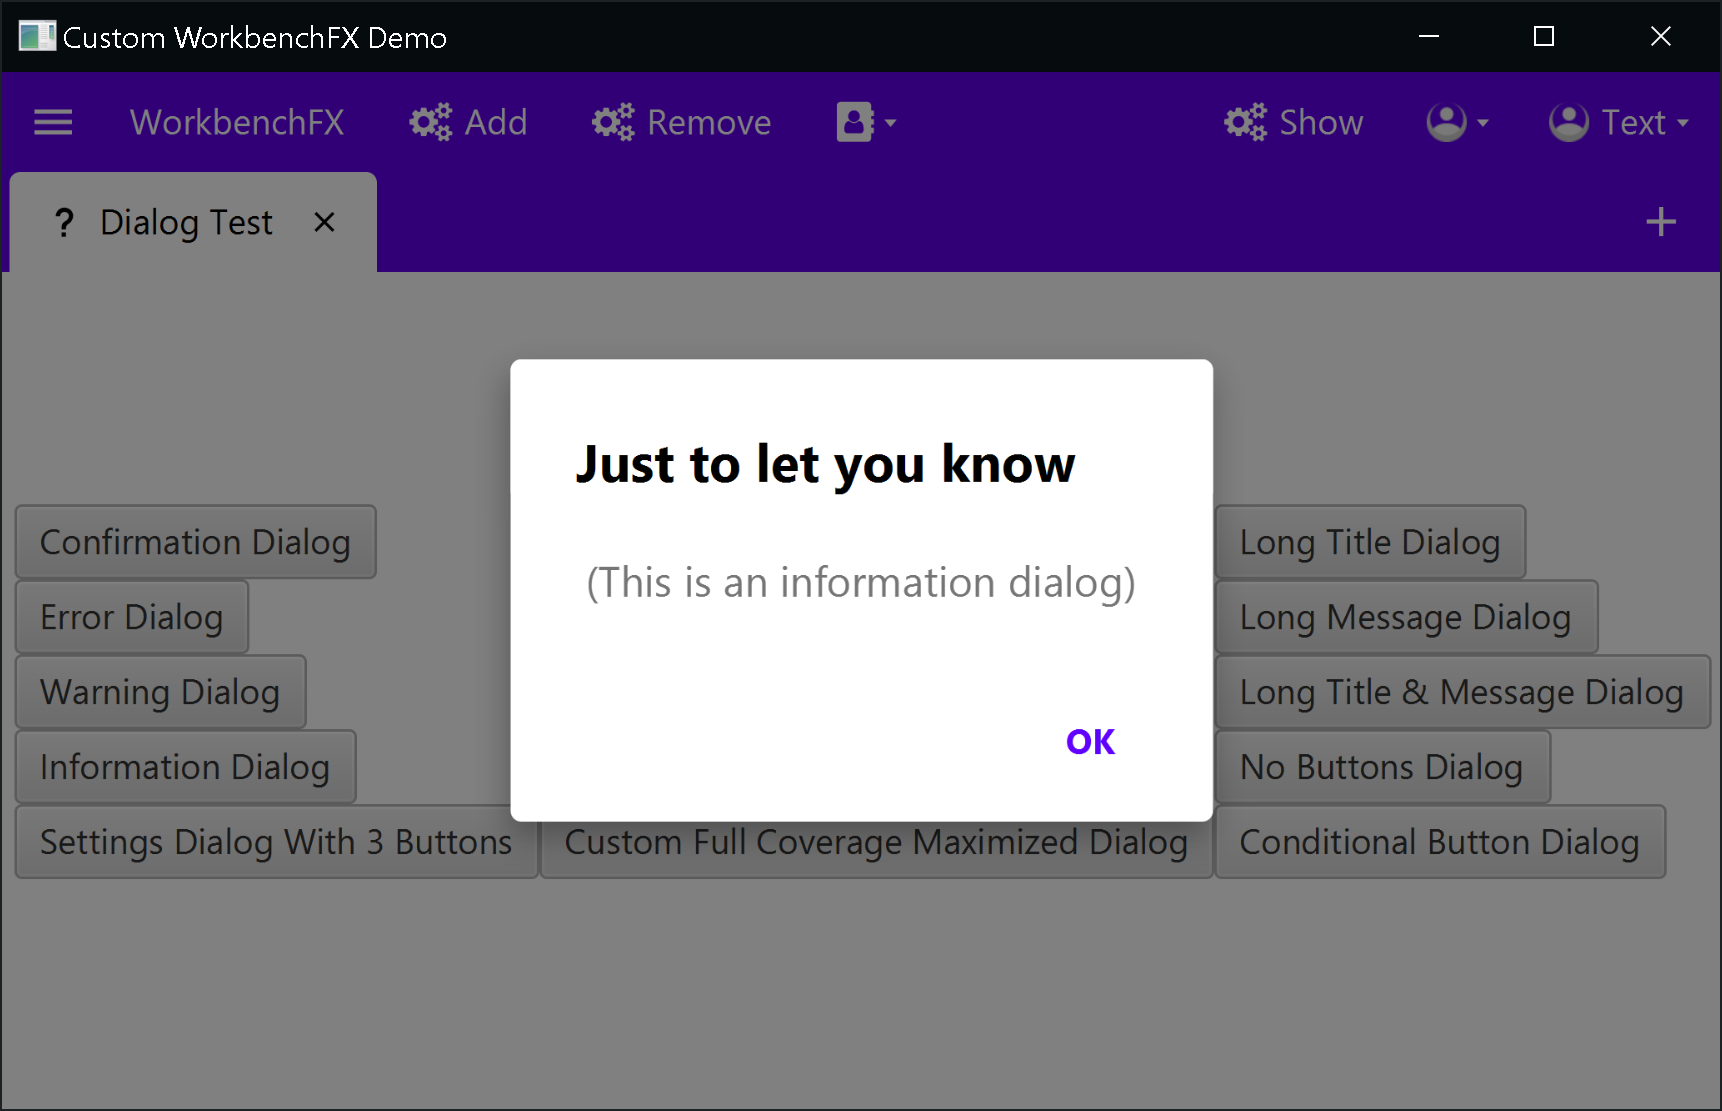 Custom WorkbenchFX Demo
WorkbenchFX Add Remove Show Text
? Dialog Test
Just to let you know
(This is an information dialog)
OK
Confirmation Dialog
Error Dialog
Warning Dialog
Information Dialog
Settings Dialog With 3 Buttons
Custom Full Coverage Maximized Dialog
Long Title Dialog
Long Message Dialog
Long Title & Message Dialog
No Buttons Dialog
Conditional Button Dialog